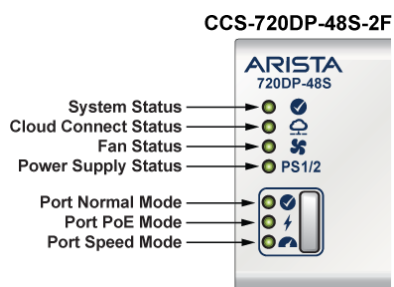 CCS-720DP-48S-2F
ARISTA
720DP-48S
System Status
Cloud Connect Status
Fan Status
Power Supply Status PS1/2
Port Normal Mode
Port PoE Mode
Port Speed Mode